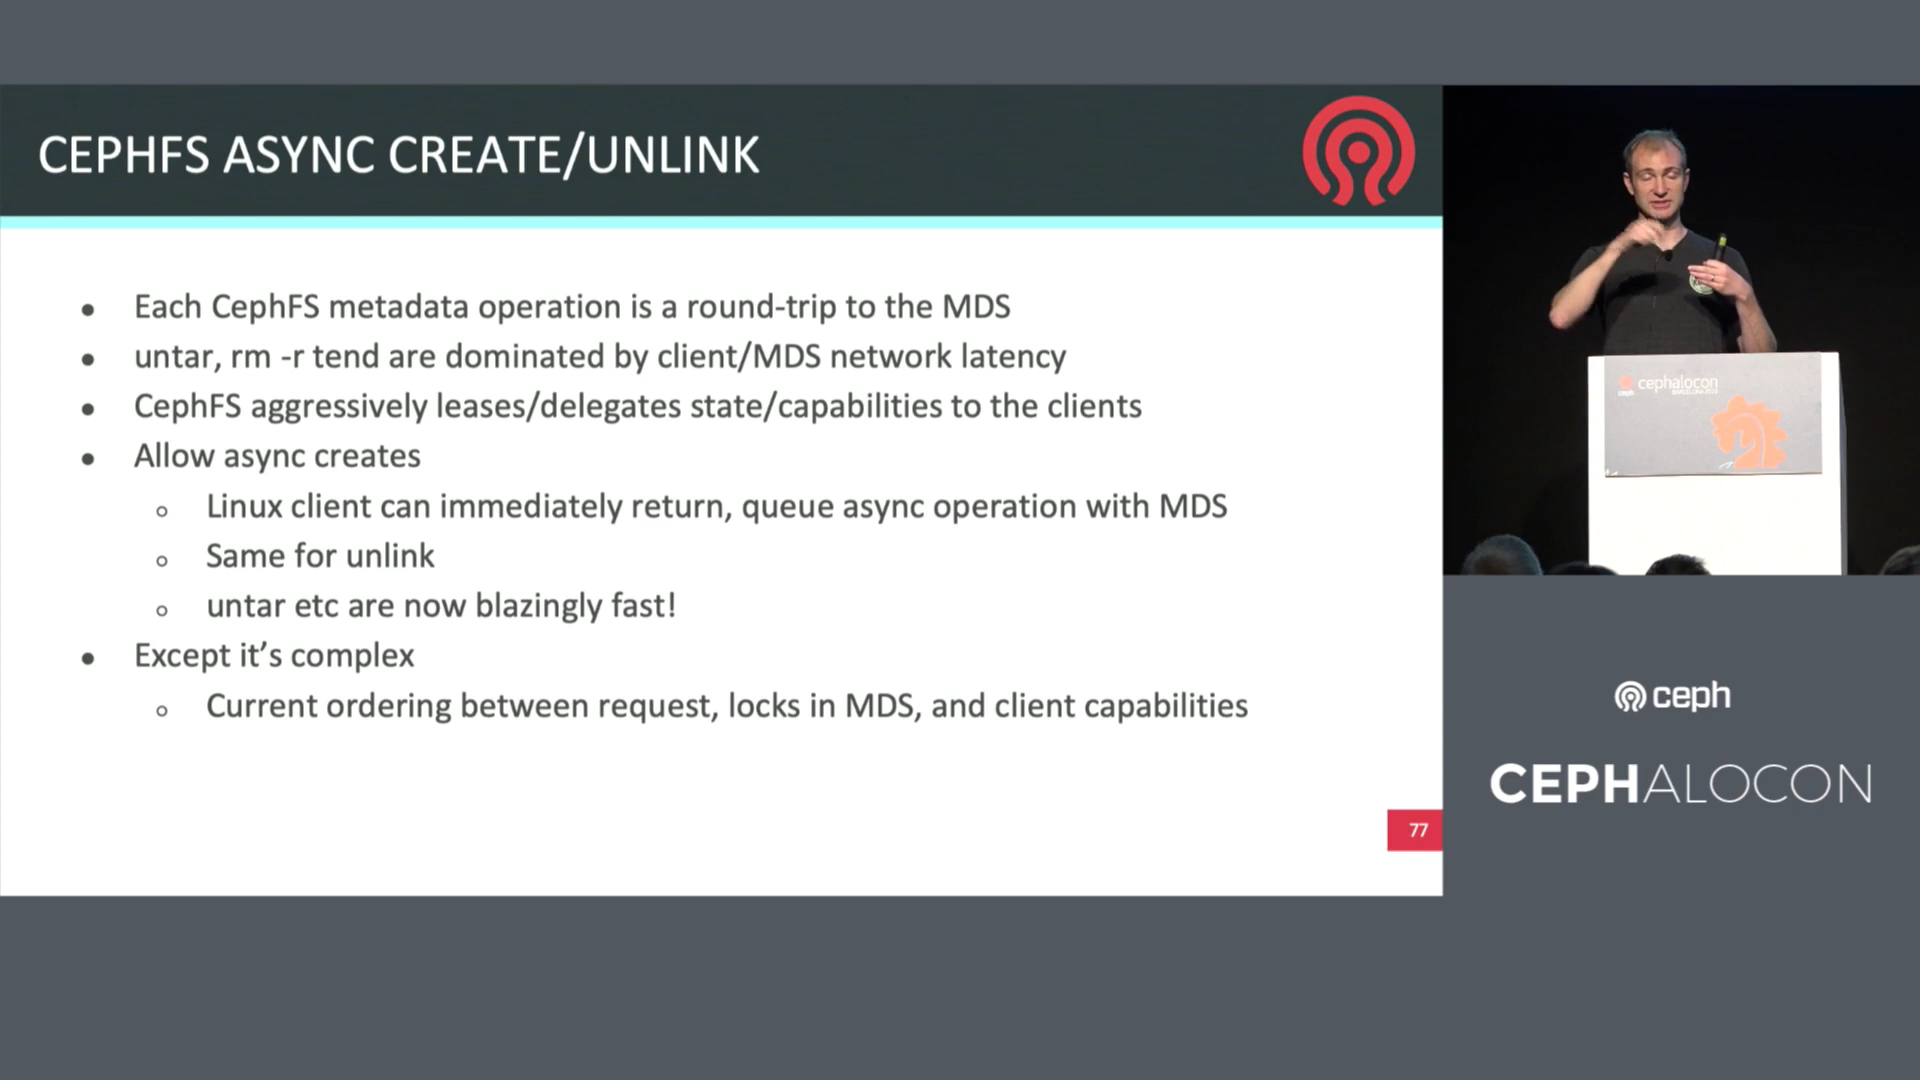 CEPHFS ASYNC CREATE/UNLINK
● Each CephFS metadata operation is a round-trip to the MDS
● untar, rm -r tend are dominated by client/MDS network latency
● CephFS aggressively leases/delegates state/capabilities to the clients
● Allow async creates
○ Linux client can immediately return, queue async operation with MDS
○ Same for unlink
○ untar etc are now blazingly fast!
● Except it’s complex
○ Current ordering between request, locks in MDS, and client capabilities
77
cephalocon
ceph
ceph
CEPHALOCON